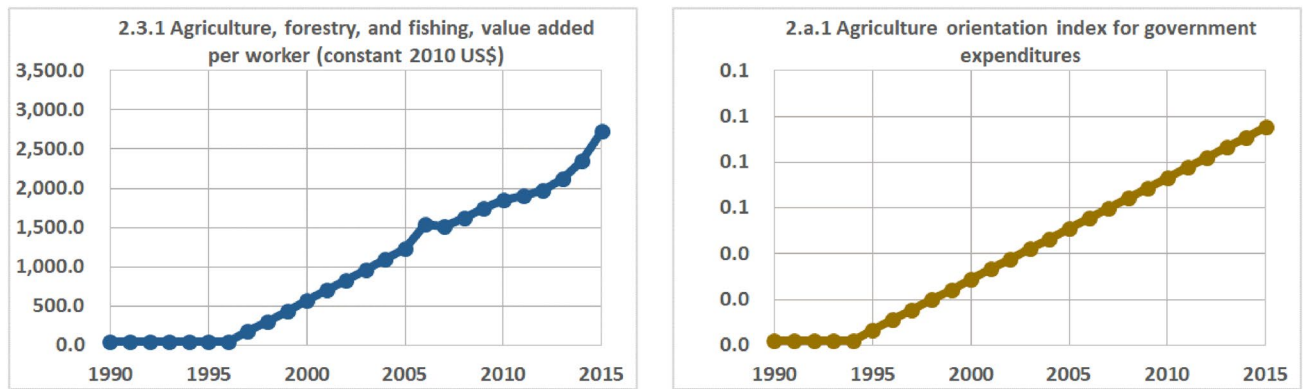 2.3.1 Agriculture, forestry, and fishing, value added
per worker (constant 2010 US$)
3,500.0
3,000.0
2,500.0
2,000.0
1,500.0
1,000.0
500.0
0.0
1990 1995 2000 2005 2010 2015
2.a.1 Agriculture orientation index for government
expenditures
0.1
0.1
0.1
0.1
0.0
0.0
0.0
1990 1995 2000 2005 2010 2015